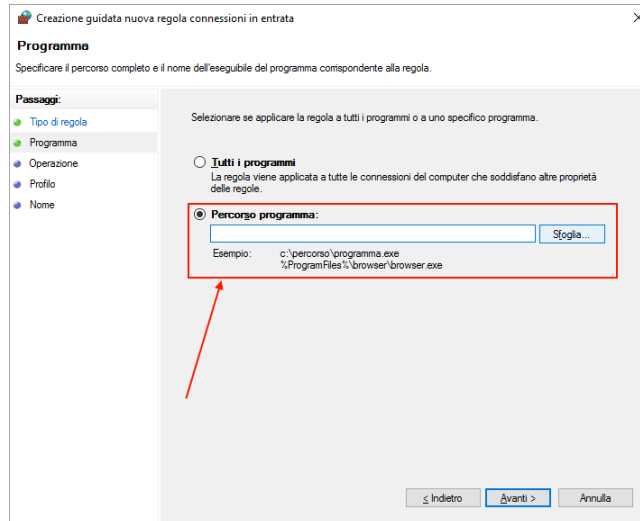 Creazione guidata nuova regola connessioni in entrata
Programma
Specificare il percorso completo e il nome dell'eseguibile del programma corrispondente alla regola.
Passaggi:
Tipo di regola
Programma
Operazione
Profilo
Nome
Selezionare se applicare la regola a tutti i programmi o a uno specifico programma.
Tutti i programmi
La regola viene applicata a tutte le connessioni del computer che soddisfano altre proprietà
delle regole.
Percorso programma:
Sfoglia...
Esempio: c:\percorso\programma.exe
%ProgramFiles%\browser\browser.exe
< Indietro Avanti > Annulla